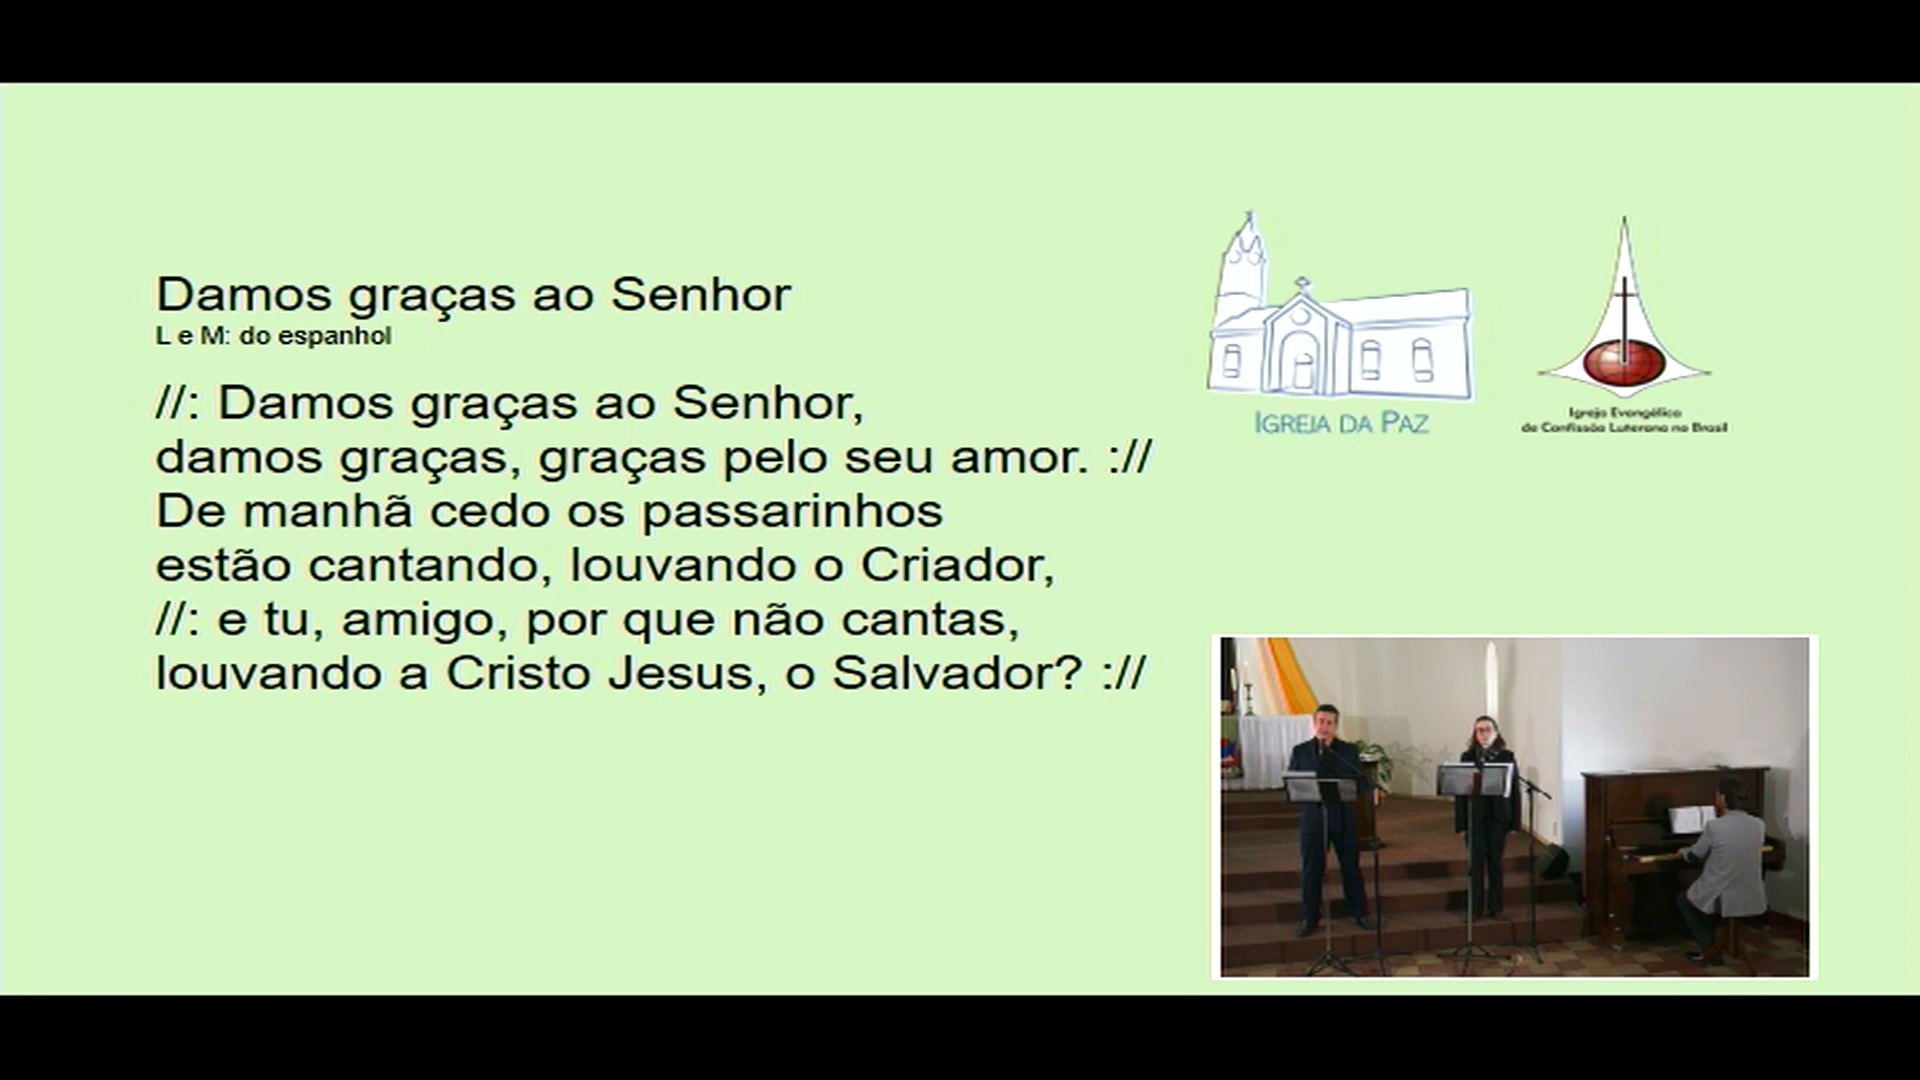 Damos graças ao Senhor
L e M: do espanhol
//: Damos graças ao Senhor,
damos graças, graças pelo seu amor. ://
De manhã cedo os passarinhos
estão cantando, louvando o Criador,
//: e tu, amigo, por que não cantas,
louvando a Cristo Jesus, o Salvador? ://
IGREJA DA PAZ
Igreja Evangélica
de Confissão Luterana no Brasil